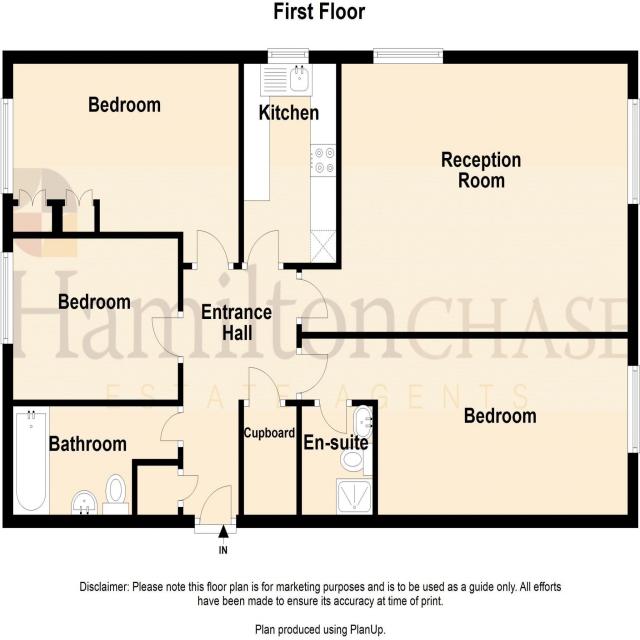 First Floor
Bedroom
Kitchen
Reception
Room
Bedroom
Entrance
Hall
Hamilton CHASE
ESTATE AGENTS
Bedroom
Bathroom
Cupboard
En-suite
IN
Disclaimer: Please note this floor plan is for marketing purposes and is to be used as a guide only. All efforts
have been made to ensure its accuracy at time of print.
Plan produced using PlanUp.